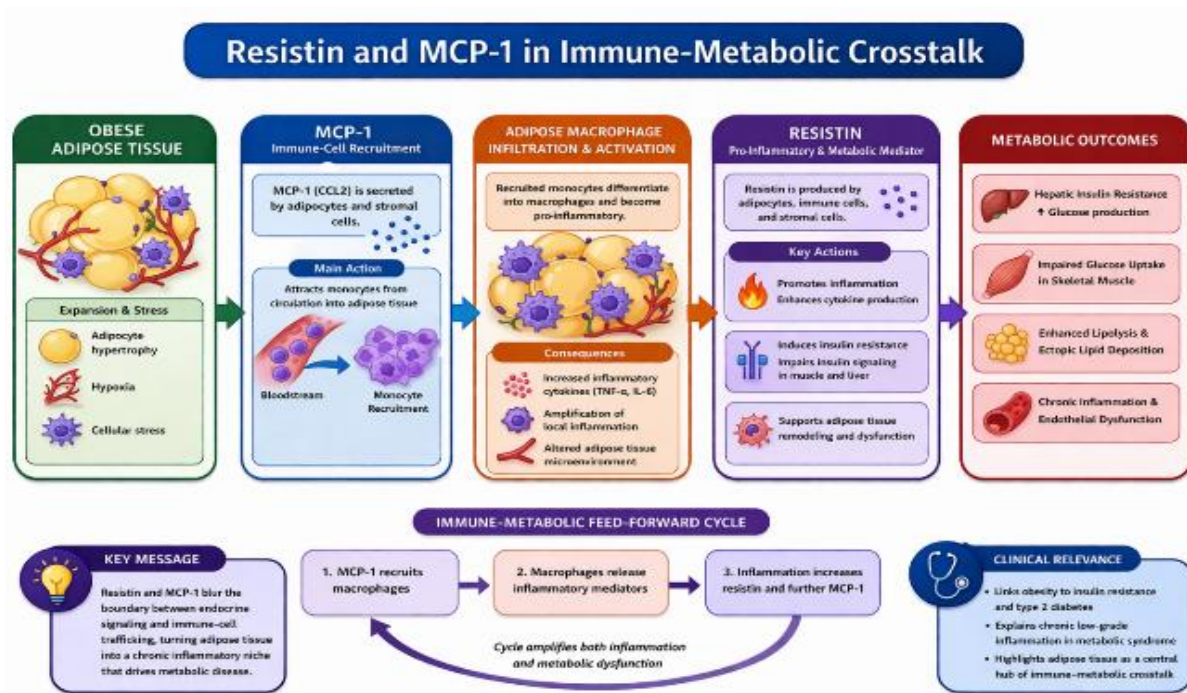 Resistin and MCP-1 in Immune-Metabolic Crosstalk
OBESE
ADIPOSE TISSUE
Expansion & Stress
Adipocyte
hypertrophy
Hypoxia
Cellular stress
MCP-1
Immune-Cell Recruitment
MCP-1 (CCL2) is secreted
by adipocytes and stromal
cells.
Main Action
Attracts monocytes from
circulation into adipose tissue
Bloodstream
Monocyte
Recruitment
ADIPOSE MACROPHAGE
INFILTRATION & ACTIVATION
Recruited monocytes differentiate
into macrophages and become
pro-inflammatory.
Consequences
Increased inflammatory
cytokines (TNF-α, IL-6)
Amplification of
local inflammation
Altered adipose tissue
microenvironment
RESISTIN
Pro-Inflammatory & Metabolic Mediator
Resistin is produced by
adipocytes, immune cells,
and stromal cells.
Key Actions
Promotes inflammation
Enhances cytokine production
Induces insulin resistance
Impairs insulin signaling
in muscle and liver
Supports adipose tissue
remodeling and dysfunction
METABOLIC OUTCOMES
Hepatic Insulin Resistance
↑ Glucose production
Impaired Glucose Uptake
in Skeletal Muscle
Enhanced Lipolysis &
Ectopic Lipid Deposition
Chronic Inflammation &
Endothelial Dysfunction
IMMUNE-METABOLIC FEED-FORWARD CYCLE
KEY MESSAGE
Resistin and MCP-1 blur the
boundary between endocrine
signaling and immune-cell
trafficking, turning adipose tissue
into a chronic inflammatory niche
that drives metabolic disease.
1. MCP-1 recruits
macrophages
2. Macrophages release
inflammatory mediators
3. Inflammation increases
resistin and further MCP-1
Cycle amplifies both inflammation
and metabolic dysfunction
CLINICAL RELEVANCE
• Links obesity to insulin resistance
and type 2 diabetes
• Explains chronic low-grade
inflammation in metabolic syndrome
• Highlights adipose tissue as a central
hub of immune-metabolic crosstalk